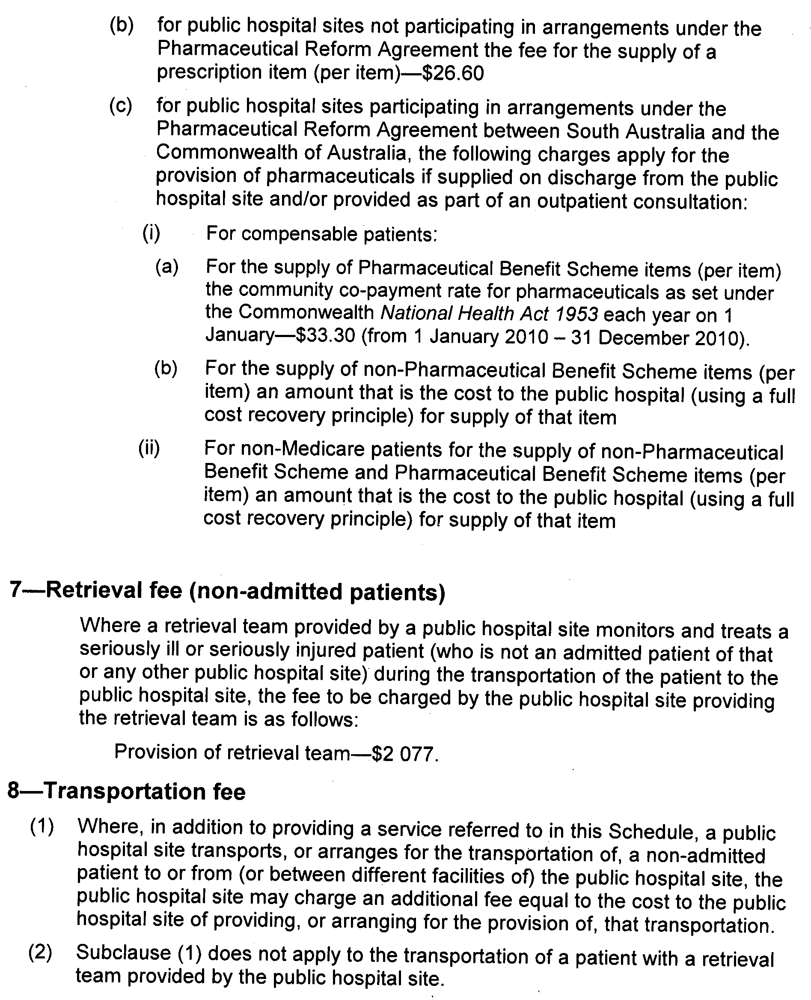 (b) for public hospital sites not participating in arrangements under the
Pharmaceutical Reform Agreement the fee for the supply of a
prescription item (per item)—$26.60
(c) for public hospital sites participating in arrangements under the
Pharmaceutical Reform Agreement between South Australia and the
Commonwealth of Australia, the following charges apply for the
provision of pharmaceuticals if supplied on discharge from the public
hospital site and/or provided as part of an outpatient consultation:
(i) For compensable patients:
(a) For the supply of Pharmaceutical Benefit Scheme items (per item)
the community co-payment rate for pharmaceuticals as set under
the Commonwealth National Health Act 1953 each year on 1
January—$33.30 (from 1 January 2010 – 31 December 2010).
(b) For the supply of non-Pharmaceutical Benefit Scheme items (per
item) an amount that is the cost to the public hospital (using a full
cost recovery principle) for supply of that item
(ii) For non-Medicare patients for the supply of non-Pharmaceutical
Benefit Scheme and Pharmaceutical Benefit Scheme items (per
item) an amount that is the cost to the public hospital (using a full
cost recovery principle) for supply of that item
7—Retrieval fee (non-admitted patients)
Where a retrieval team provided by a public hospital site monitors and treats a
seriously ill or seriously injured patient (who is not an admitted patient of that
or any other public hospital site) during the transportation of the patient to the
public hospital site, the fee to be charged by the public hospital site providing
the retrieval team is as follows:
Provision of retrieval team—$2 077.
8—Transportation fee
(1) Where, in addition to providing a service referred to in this Schedule, a public
hospital site transports, or arranges for the transportation of, a non-admitted
patient to or from (or between different facilities of) the public hospital site, the
public hospital site may charge an additional fee equal to the cost to the public
hospital site of providing, or arranging for the provision of, that transportation.
(2) Subclause (1) does not apply to the transportation of a patient with a retrieval
team provided by the public hospital site.